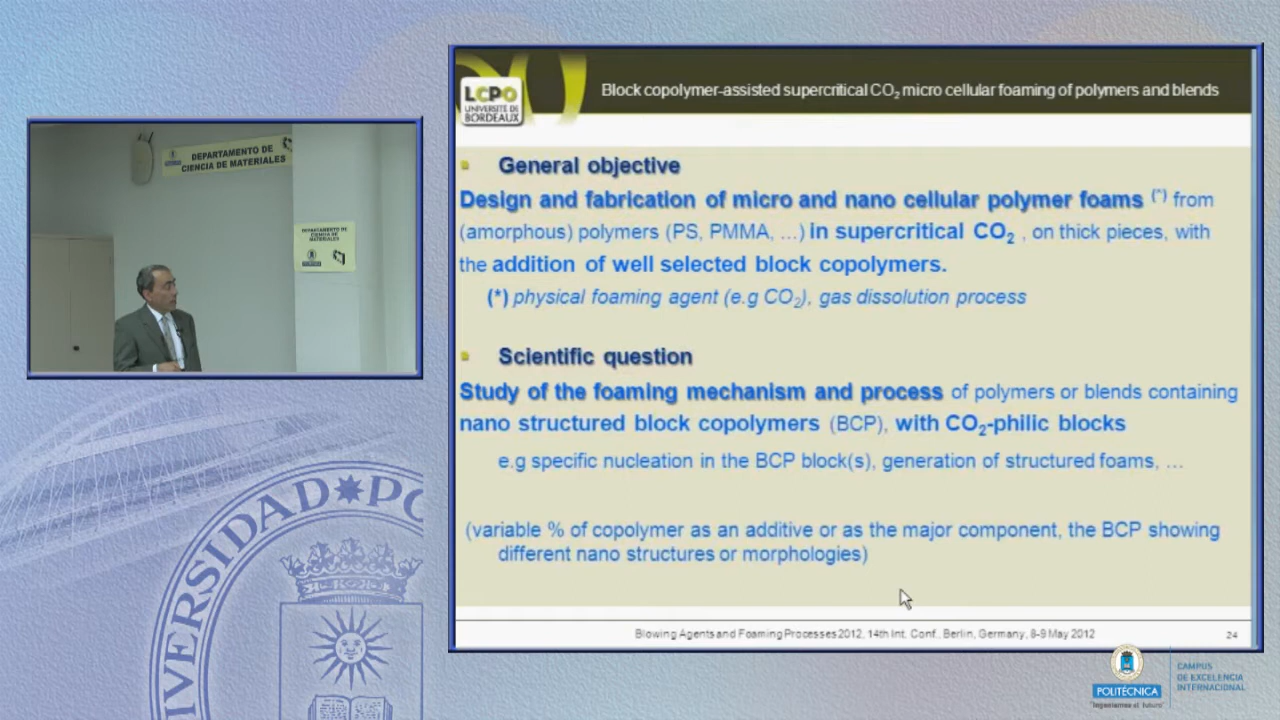 DEPARTAMENTO DE
CIENCIA DE MATERIALES
DEPARTAMENTO DE
CIENCIA DE
MATERIALES
LCPO
UNIVERSITÉ DE
BORDEAUX
Block copolymer-assisted supercritical CO₂ micro cellular foaming of polymers and blends
General objective
Design and fabrication of micro and nano cellular polymer foams (*) from
(amorphous) polymers (PS, PMMA, ...) in supercritical CO₂ , on thick pieces, with
the addition of well selected block copolymers.
(*) physical foaming agent (e.g CO₂), gas dissolution process
Scientific question
Study of the foaming mechanism and process of polymers or blends containing
nano structured block copolymers (BCP), with CO₂-philic blocks
e.g specific nucleation in the BCP block(s), generation of structured foams, ...
(variable % of copolymer as an additive or as the major component, the BCP showing
different nano structures or morphologies)
Blowing Agents and Foaming Processes 2012, 14th Int. Conf., Berlin, Germany, 8-9 May 2012
24
IVERSIDAD PO
POLITÉCNICA
"Ingeniamos el futuro"
CAMPUS
DE EXCELENCIA
INTERNACIONAL